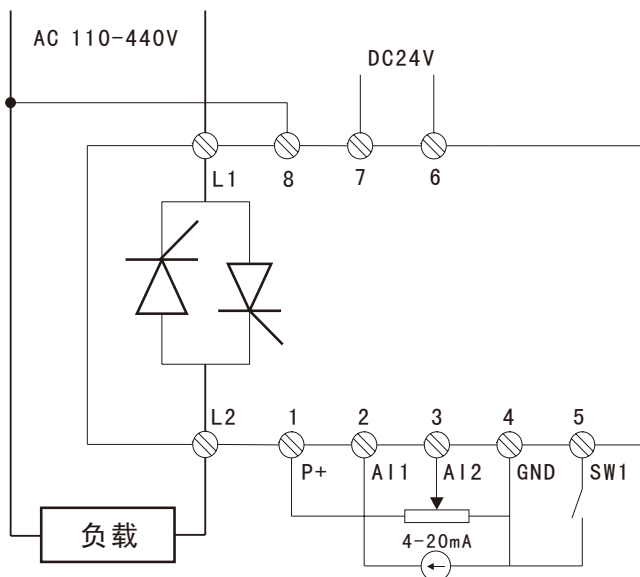 AC 110-440V
DC24V
L1
8
7
6
L2
1
2
3
4
5
P+
AI1
AI2
GND
SW1
4-20mA
负载